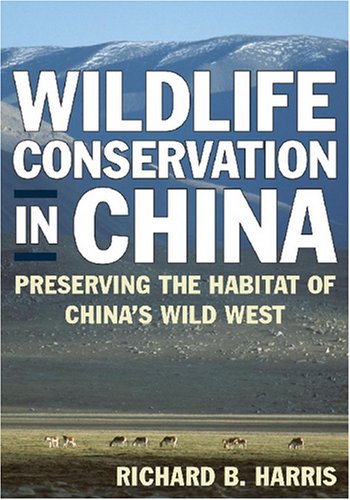 WILDLIFE
CONSERVATION
IN CHINA
PRESERVING THE HABITAT OF
CHINA'S WILD WEST
RICHARD B. HARRIS